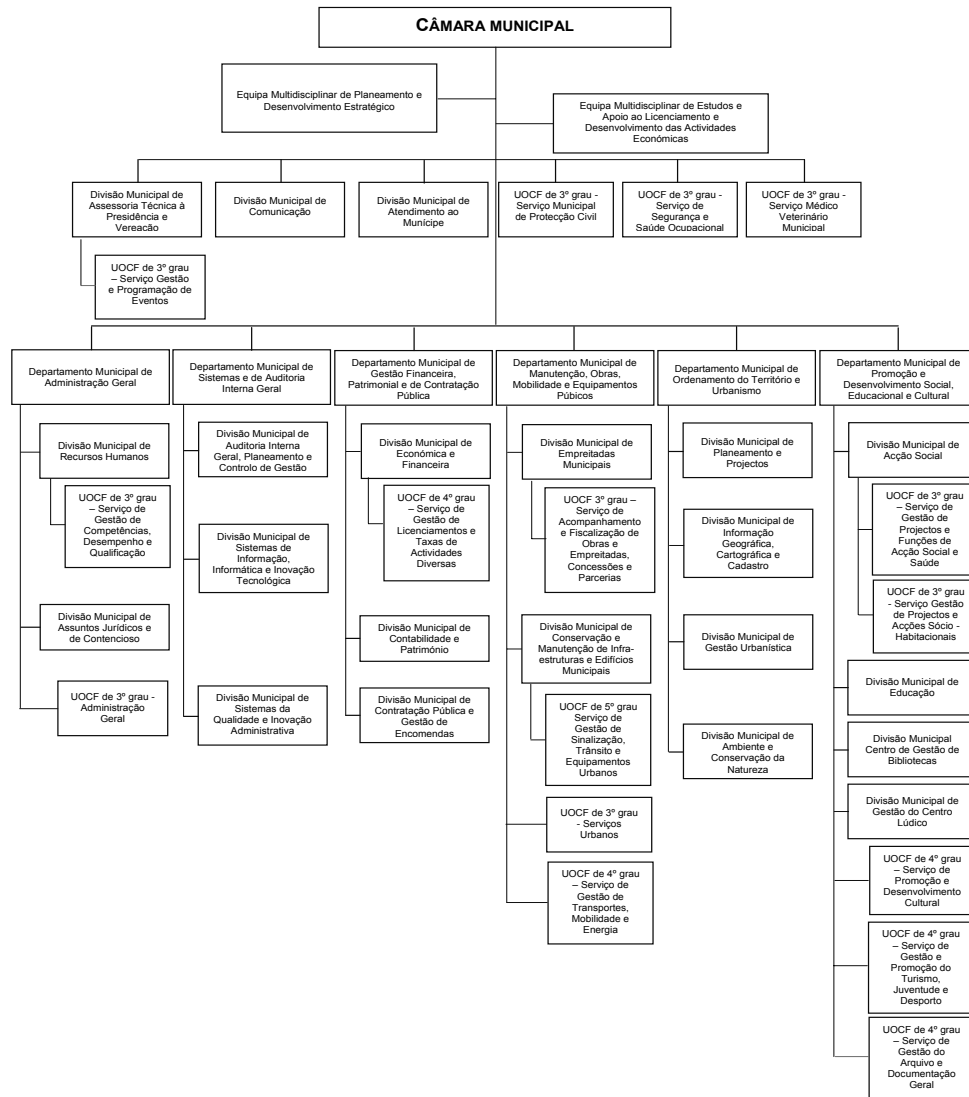 CÂMARA MUNICIPAL
Equipa Multidisciplinar de Planeamento e
Desenvolvimento Estratégico
Equipa Multidisciplinar de Estudos e
Apoio ao Licenciamento e
Desenvolvimento das Actividades
Económicas
Divisão Municipal de
Assessoria Técnica à
Presidência e
Vereação
Divisão Municipal de
Comunicação
Divisão Municipal de
Atendimento ao
Munícipe
UOCF de 3º grau -
Serviço Municipal
de Protecção Civil
UOCF de 3º grau -
Serviço de
Segurança e
Saúde Ocupacional
UOCF de 3º grau -
Serviço Médico
Veterinário
Municipal
UOCF de 3º grau
– Serviço Gestão
e Programação de
Eventos
Departamento Municipal de
Administração Geral
Departamento Municipal de
Sistemas e de Auditoria
Interna Geral
Departamento Municipal de
Gestão Financeira,
Patrimonial e de Contratação
Pública
Departamento Municipal de
Manutenção, Obras,
Mobilidade e Equipamentos
Púbicos
Departamento Municipal de
Ordenamento do Território e
Urbanismo
Departamento Municipal de
Promoção e
Desenvolvimento Social,
Educacional e Cultural
Divisão Municipal de
Recursos Humanos
UOCF de 3º grau
– Serviço de
Gestão de
Competências,
Desempenho e
Qualificação
Divisão Municipal de
Assuntos Jurídicos e
de Contencioso
UOCF de 3º grau -
Administração
Geral
Divisão Municipal de
Auditoria Interna
Geral, Planeamento e
Controlo de Gestão
Divisão Municipal de
Sistemas de
Informação,
Informática e Inovação
Tecnológica
Divisão Municipal de
Sistemas da
Qualidade e Inovação
Administrativa
Divisão Municipal de
Económica e
Financeira
UOCF de 4º grau
– Serviço de
Gestão de
Licenciamentos e
Taxas de
Actividades
Diversas
Divisão Municipal de
Contabilidade e
Património
Divisão Municipal de
Contratação Pública e
Gestão de
Encomendas
Divisão Municipal de
Empreitadas
Municipais
UOCF 3º grau –
Serviço de
Acompanhamento
e Fiscalização de
Obras e
Empreitadas,
Concessões e
Parcerias
Divisão Municipal de
Conservação e
Manutenção de Infra-
estruturas e Edifícios
Municipais
UOCF de 5º grau
Serviço de
Gestão de
Sinalização,
Trânsito e
Equipamentos
Urbanos
UOCF de 3º grau
- Serviços
Urbanos
UOCF de 4º grau
– Serviço de
Gestão de
Transportes,
Mobilidade e
Energia
Divisão Municipal de
Planeamento e
Projectos
Divisão Municipal de
Informação
Geográfica,
Cartográfica e
Cadastro
Divisão Municipal de
Gestão Urbanística
Divisão Municipal de
Ambiente e
Conservação da
Natureza
Divisão Municipal de
Acção Social
UOCF de 3º grau
– Serviço de
Gestão de
Projectos e
Funções de
Acção Social e
Saúde
UOCF de 3º grau
- Serviço Gestão
de Projectos e
Acções Sócio -
Habitacionais
Divisão Municipal de
Educação
Divisão Municipal
Centro de Gestão de
Bibliotecas
Divisão Municipal de
Gestão do Centro
Lúdico
UOCF de 4º grau
– Serviço de
Promoção e
Desenvolvimento
Cultural
UOCF de 4º grau
– Serviço de
Gestão e
Promoção do
Turismo,
Juventude e
Desporto
UOCF de 4º grau
– Serviço de
Gestão do
Arquivo e
Documentação
Geral